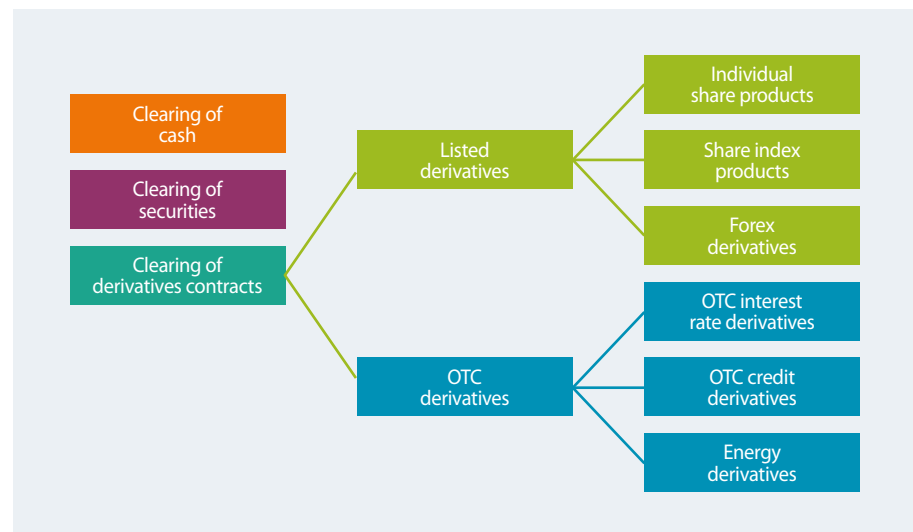 Clearing of
cash
Clearing of
securities
Clearing of
derivatives contracts
Listed
derivatives
OTC
derivatives
Individual
share products
Share index
products
Forex
derivatives
OTC interest
rate derivatives
OTC credit
derivatives
Energy
derivatives